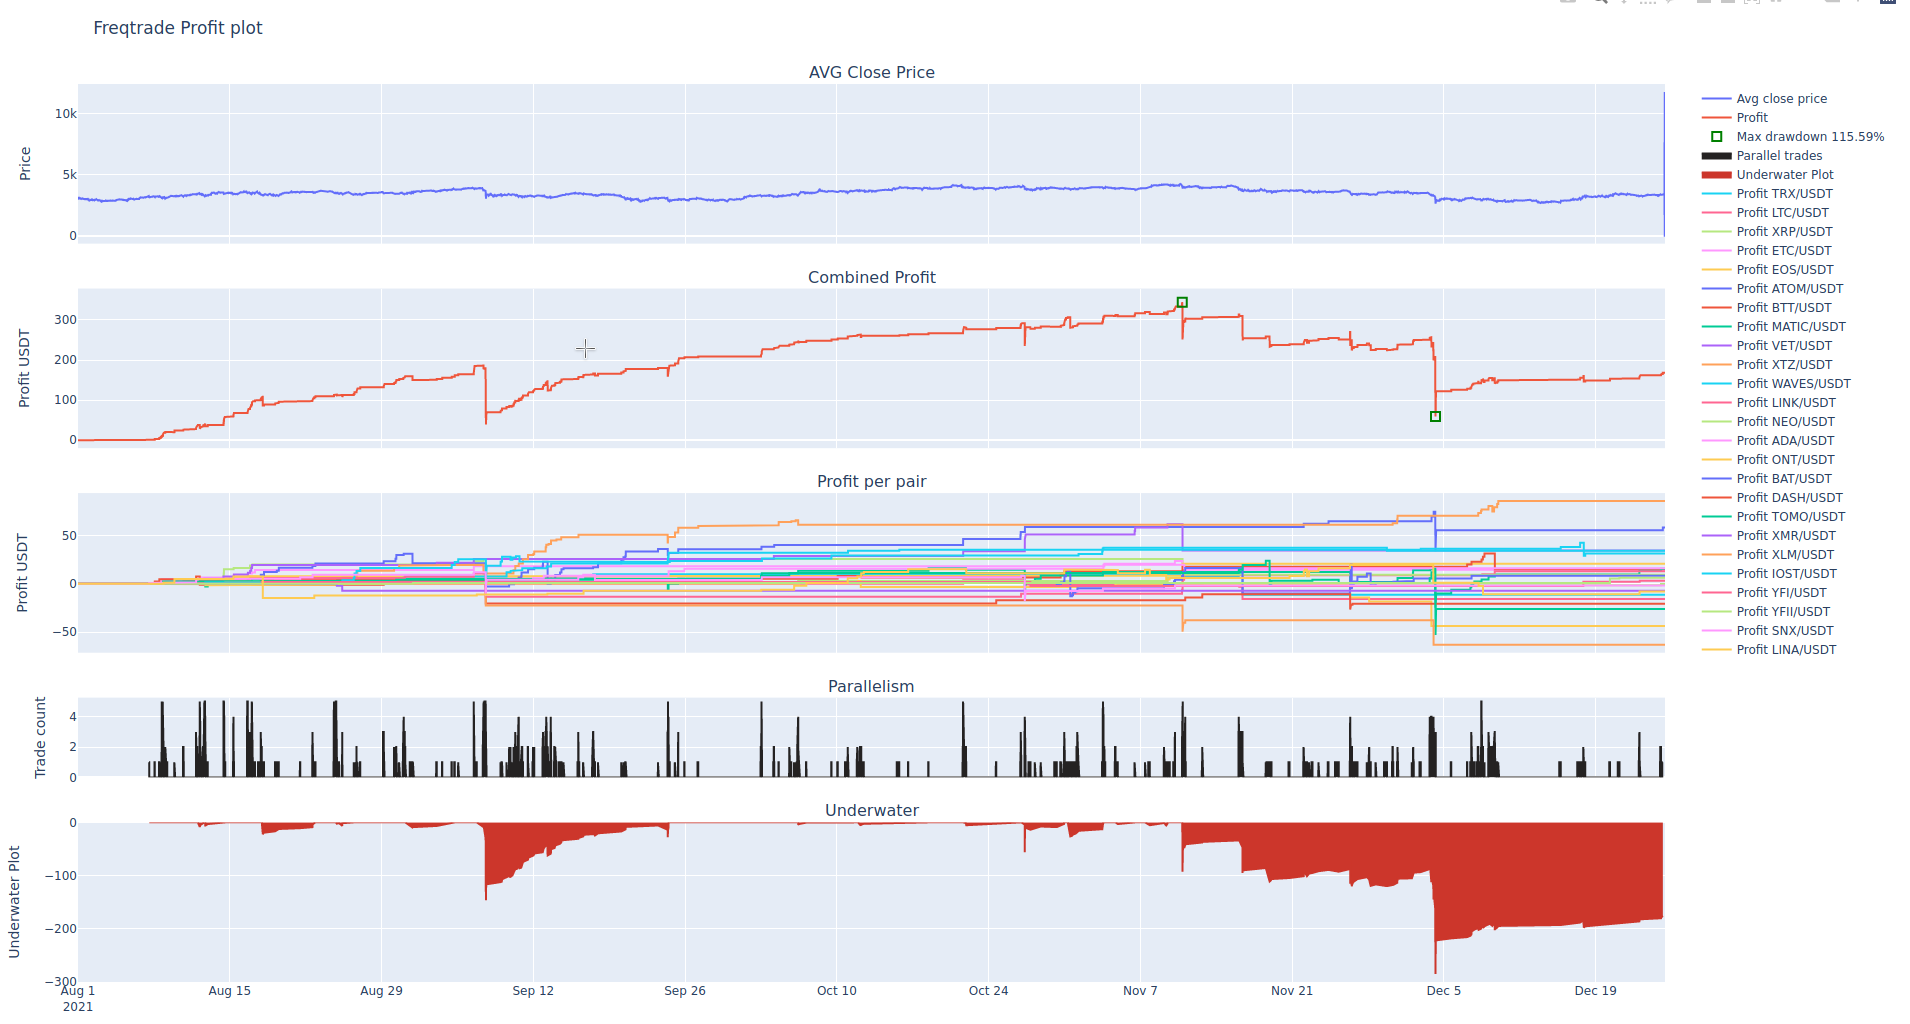 Freqtrade Profit plot
AVG Close Price
Price
10k
5k
0
Combined Profit
Profit USDT
300
200
100
0
Profit per pair
Profit USDT
50
0
−50
Parallelism
Trade count
4
2
0
Underwater
Underwater Plot
0
−100
−200
−300
Aug 1
2021
Aug 15
Aug 29
Sep 12
Sep 26
Oct 10
Oct 24
Nov 7
Nov 21
Dec 5
Dec 19
Avg close price
Profit
Max drawdown 115.59%
Parallel trades
Underwater Plot
Profit TRX/USDT
Profit LTC/USDT
Profit XRP/USDT
Profit ETC/USDT
Profit EOS/USDT
Profit ATOM/USDT
Profit BTT/USDT
Profit MATIC/USDT
Profit VET/USDT
Profit XTZ/USDT
Profit WAVES/USDT
Profit LINK/USDT
Profit NEO/USDT
Profit ADA/USDT
Profit ONT/USDT
Profit BAT/USDT
Profit DASH/USDT
Profit TOMO/USDT
Profit XMR/USDT
Profit XLM/USDT
Profit IOST/USDT
Profit YFI/USDT
Profit YFII/USDT
Profit SNX/USDT
Profit LINA/USDT